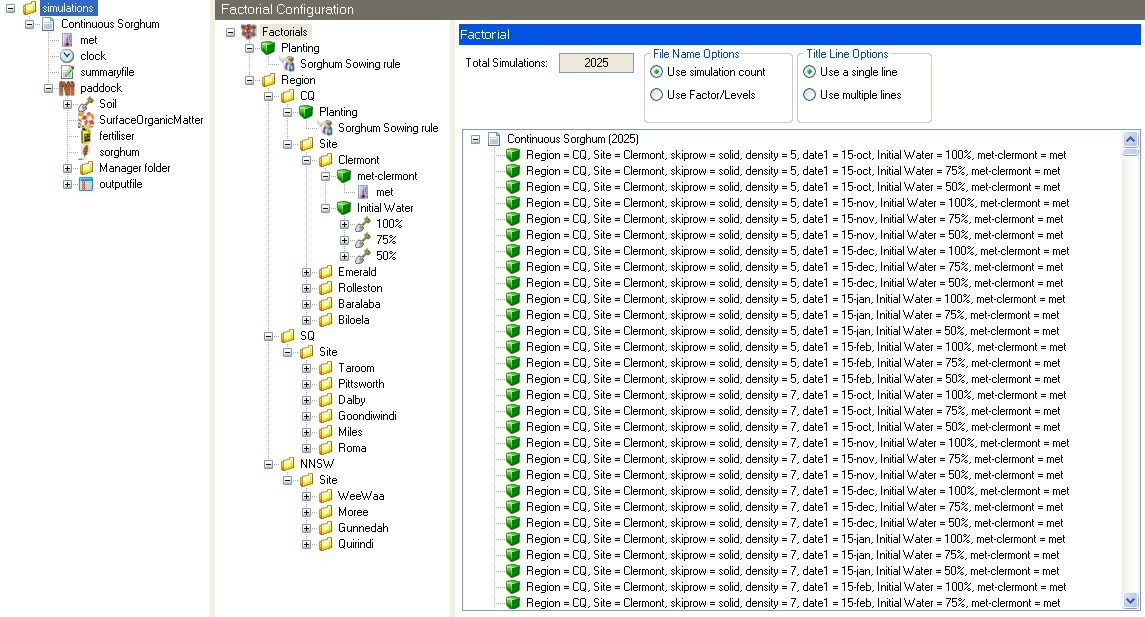 simulations
Continuous Sorghum
met
clock
summaryfile
paddock
Soil
SurfaceOrganicMatter
fertiliser
sorghum
Manager folder
outputfile
Factorial Configuration
Factorials
Planting
Sorghum Sowing rule
Region
CQ
Planting
Sorghum Sowing rule
Site
Clermont
met-clermont
met
Initial Water
100%
75%
50%
Emerald
Rolleston
Baralaba
Biloela
SQ
Site
Taroom
Pittsworth
Dalby
Goondiwindi
Miles
Roma
NNSW
Site
WeeWaa
Moree
Gunnedah
Quirindi
Factorial
Total Simulations: 2025
File Name Options
Use simulation count
Use Factor/Levels
Title Line Options
Use a single line
Use multiple lines
Continuous Sorghum (2025)
Region = CQ, Site = Clermont, skiprow = solid, density = 5, date1 = 15-oct, Initial Water = 100%, met-clermont = met
Region = CQ, Site = Clermont, skiprow = solid, density = 5, date1 = 15-oct, Initial Water = 75%, met-clermont = met
Region = CQ, Site = Clermont, skiprow = solid, density = 5, date1 = 15-oct, Initial Water = 50%, met-clermont = met
Region = CQ, Site = Clermont, skiprow = solid, density = 5, date1 = 15-nov, Initial Water = 100%, met-clermont = met
Region = CQ, Site = Clermont, skiprow = solid, density = 5, date1 = 15-nov, Initial Water = 75%, met-clermont = met
Region = CQ, Site = Clermont, skiprow = solid, density = 5, date1 = 15-nov, Initial Water = 50%, met-clermont = met
Region = CQ, Site = Clermont, skiprow = solid, density = 5, date1 = 15-dec, Initial Water = 100%, met-clermont = met
Region = CQ, Site = Clermont, skiprow = solid, density = 5, date1 = 15-dec, Initial Water = 75%, met-clermont = met
Region = CQ, Site = Clermont, skiprow = solid, density = 5, date1 = 15-dec, Initial Water = 50%, met-clermont = met
Region = CQ, Site = Clermont, skiprow = solid, density = 5, date1 = 15-jan, Initial Water = 100%, met-clermont = met
Region = CQ, Site = Clermont, skiprow = solid, density = 5, date1 = 15-jan, Initial Water = 75%, met-clermont = met
Region = CQ, Site = Clermont, skiprow = solid, density = 5, date1 = 15-jan, Initial Water = 50%, met-clermont = met
Region = CQ, Site = Clermont, skiprow = solid, density = 5, date1 = 15-feb, Initial Water = 100%, met-clermont = met
Region = CQ, Site = Clermont, skiprow = solid, density = 5, date1 = 15-feb, Initial Water = 75%, met-clermont = met
Region = CQ, Site = Clermont, skiprow = solid, density = 5, date1 = 15-feb, Initial Water = 50%, met-clermont = met
Region = CQ, Site = Clermont, skiprow = solid, density = 7, date1 = 15-oct, Initial Water = 100%, met-clermont = met
Region = CQ, Site = Clermont, skiprow = solid, density = 7, date1 = 15-oct, Initial Water = 75%, met-clermont = met
Region = CQ, Site = Clermont, skiprow = solid, density = 7, date1 = 15-oct, Initial Water = 50%, met-clermont = met
Region = CQ, Site = Clermont, skiprow = solid, density = 7, date1 = 15-nov, Initial Water = 100%, met-clermont = met
Region = CQ, Site = Clermont, skiprow = solid, density = 7, date1 = 15-nov, Initial Water = 75%, met-clermont = met
Region = CQ, Site = Clermont, skiprow = solid, density = 7, date1 = 15-nov, Initial Water = 50%, met-clermont = met
Region = CQ, Site = Clermont, skiprow = solid, density = 7, date1 = 15-dec, Initial Water = 100%, met-clermont = met
Region = CQ, Site = Clermont, skiprow = solid, density = 7, date1 = 15-dec, Initial Water = 75%, met-clermont = met
Region = CQ, Site = Clermont, skiprow = solid, density = 7, date1 = 15-dec, Initial Water = 50%, met-clermont = met
Region = CQ, Site = Clermont, skiprow = solid, density = 7, date1 = 15-jan, Initial Water = 100%, met-clermont = met
Region = CQ, Site = Clermont, skiprow = solid, density = 7, date1 = 15-jan, Initial Water = 75%, met-clermont = met
Region = CQ, Site = Clermont, skiprow = solid, density = 7, date1 = 15-jan, Initial Water = 50%, met-clermont = met
Region = CQ, Site = Clermont, skiprow = solid, density = 7, date1 = 15-feb, Initial Water = 100%, met-clermont = met
Region = CQ, Site = Clermont, skiprow = solid, density = 7, date1 = 15-feb, Initial Water = 75%, met-clermont = met